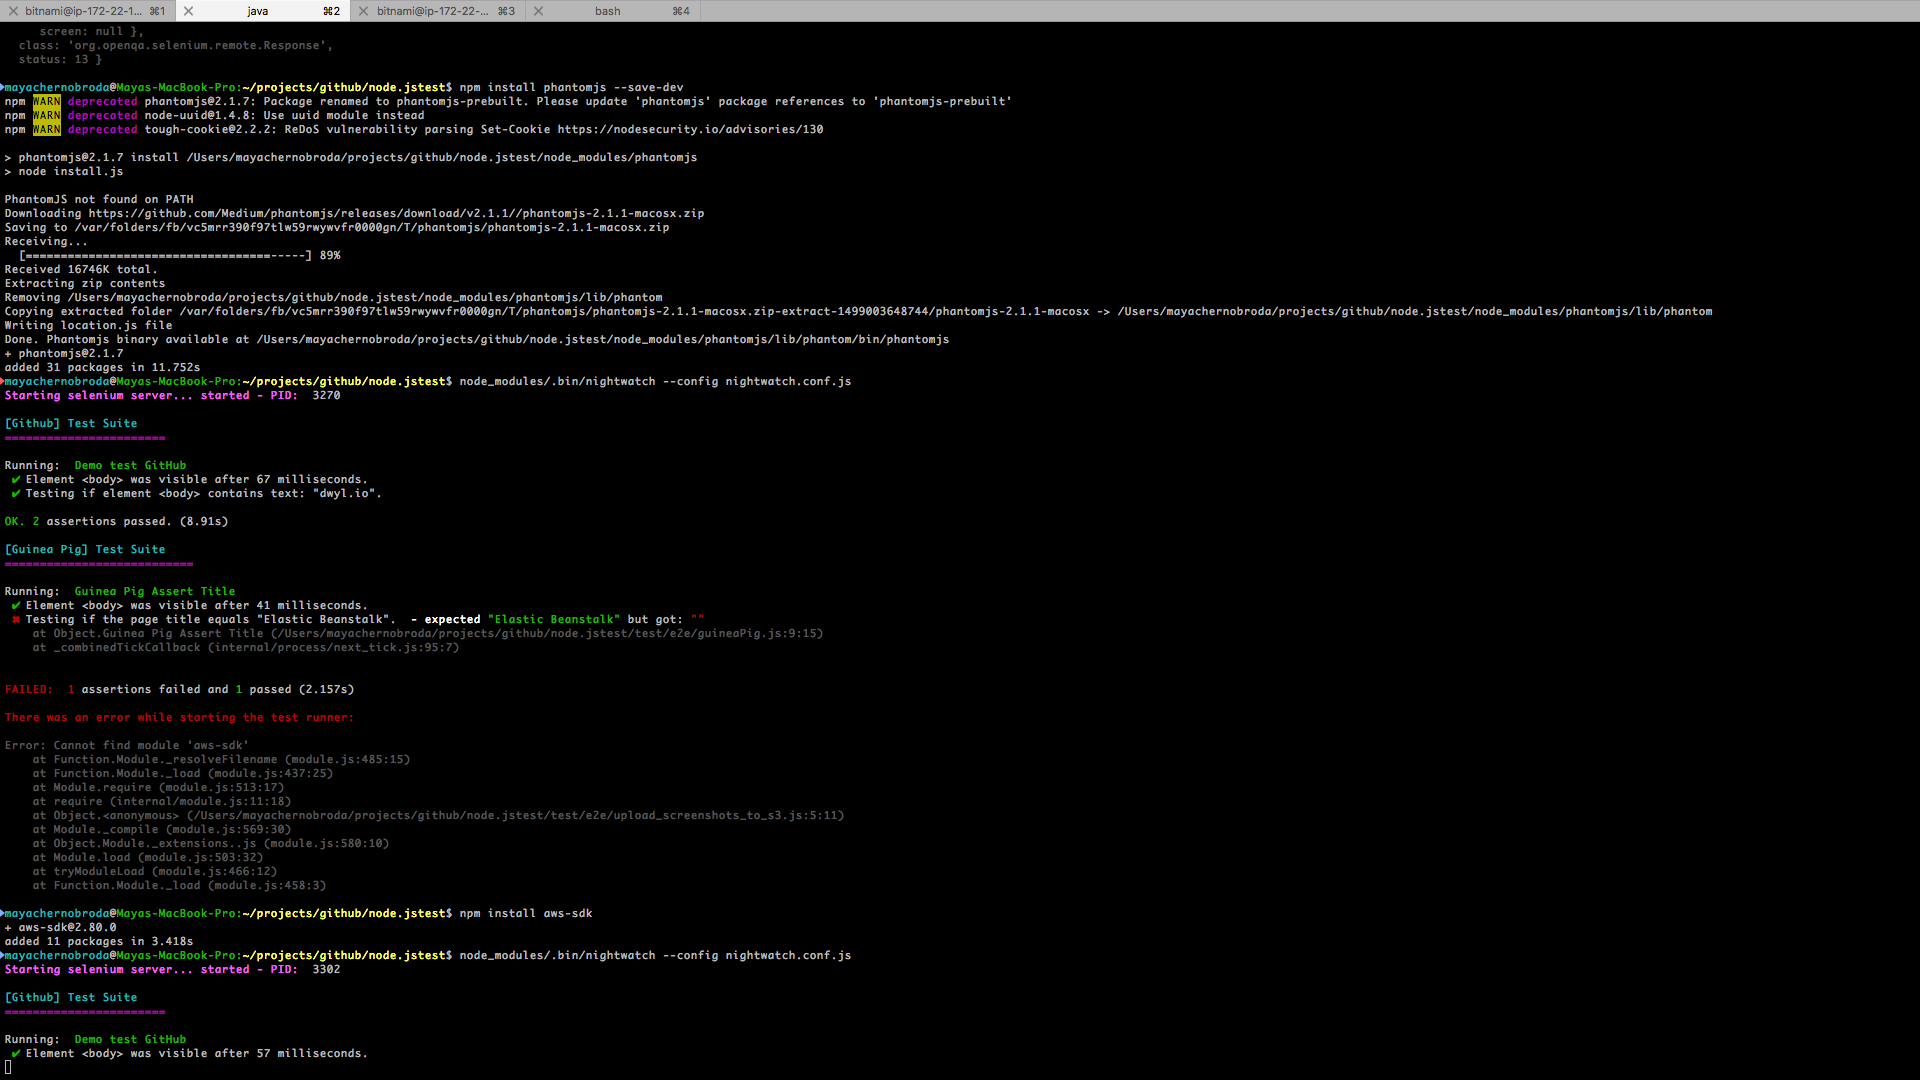 bitnami@ip-172-22-1... ⌘1
java ⌘2
bitnami@ip-172-22-... ⌘3
bash ⌘4
screen: null },
class: 'org.openqa.selenium.remote.Response',
status: 13 }
mayachernobroda@Mayas-MacBook-Pro:~/projects/github/node.jstest$ npm install phantomjs --save-dev
npm WARN deprecated phantomjs@2.1.7: Package renamed to phantomjs-prebuilt. Please update 'phantomjs' package references to 'phantomjs-prebuilt'
npm WARN deprecated node-uuid@1.4.8: Use uuid module instead
npm WARN deprecated tough-cookie@2.2.2: ReDoS vulnerability parsing Set-Cookie https://nodesecurity.io/advisories/130
> phantomjs@2.1.7 install /Users/mayachernobroda/projects/github/node.jstest/node_modules/phantomjs
> node install.js
PhantomJS not found on PATH
Downloading https://github.com/Medium/phantomjs/releases/download/v2.1.1//phantomjs-2.1.1-macosx.zip
Saving to /var/folders/fb/vc5mrr390f97tlw59rwywvfr0000gn/T/phantomjs/phantomjs-2.1.1-macosx.zip
Receiving...
[===================================-----] 89%
Received 16746K total.
Extracting zip contents
Removing /Users/mayachernobroda/projects/github/node.jstest/node_modules/phantomjs/lib/phantom
Copying extracted folder /var/folders/fb/vc5mrr390f97tlw59rwywvfr0000gn/T/phantomjs/phantomjs-2.1.1-macosx.zip-extract-1499003648744/phantomjs-2.1.1-macosx -> /Users/mayachernobroda/projects/github/node.jstest/node_modules/phantomjs/lib/phantom
Writing location.js file
Done. Phantomjs binary available at /Users/mayachernobroda/projects/github/node.jstest/node_modules/phantomjs/lib/phantom/bin/phantomjs
+ phantomjs@2.1.7
added 31 packages in 11.752s
mayachernobroda@Mayas-MacBook-Pro:~/projects/github/node.jstest$ node_modules/.bin/nightwatch --config nightwatch.conf.js
Starting selenium server... started - PID:  3270
[Github] Test Suite
=======================
Running:  Demo test GitHub
✔ Element <body> was visible after 67 milliseconds.
✔ Testing if element <body> contains text: "dwyl.io".
OK. 2 assertions passed. (8.91s)
[Guinea Pig] Test Suite
===========================
Running:  Guinea Pig Assert Title
✔ Element <body> was visible after 41 milliseconds.
✖ Testing if the page title equals "Elastic Beanstalk".  - expected "Elastic Beanstalk" but got: ""
at Object.Guinea Pig Assert Title (/Users/mayachernobroda/projects/github/node.jstest/test/e2e/guineaPig.js:9:15)
at _combinedTickCallback (internal/process/next_tick.js:95:7)
FAILED:  1 assertions failed and 1 passed (2.157s)
There was an error while starting the test runner:
Error: Cannot find module 'aws-sdk'
at Function.Module._resolveFilename (module.js:485:15)
at Function.Module._load (module.js:437:25)
at Module.require (module.js:513:17)
at require (internal/module.js:11:18)
at Object.<anonymous> (/Users/mayachernobroda/projects/github/node.jstest/test/e2e/upload_screenshots_to_s3.js:5:11)
at Module._compile (module.js:569:30)
at Object.Module._extensions..js (module.js:580:10)
at Module.load (module.js:503:32)
at tryModuleLoad (module.js:466:12)
at Function.Module._load (module.js:458:3)
mayachernobroda@Mayas-MacBook-Pro:~/projects/github/node.jstest$ npm install aws-sdk
+ aws-sdk@2.80.0
added 11 packages in 3.418s
mayachernobroda@Mayas-MacBook-Pro:~/projects/github/node.jstest$ node_modules/.bin/nightwatch --config nightwatch.conf.js
Starting selenium server... started - PID:  3302
[Github] Test Suite
=======================
Running:  Demo test GitHub
✔ Element <body> was visible after 57 milliseconds.